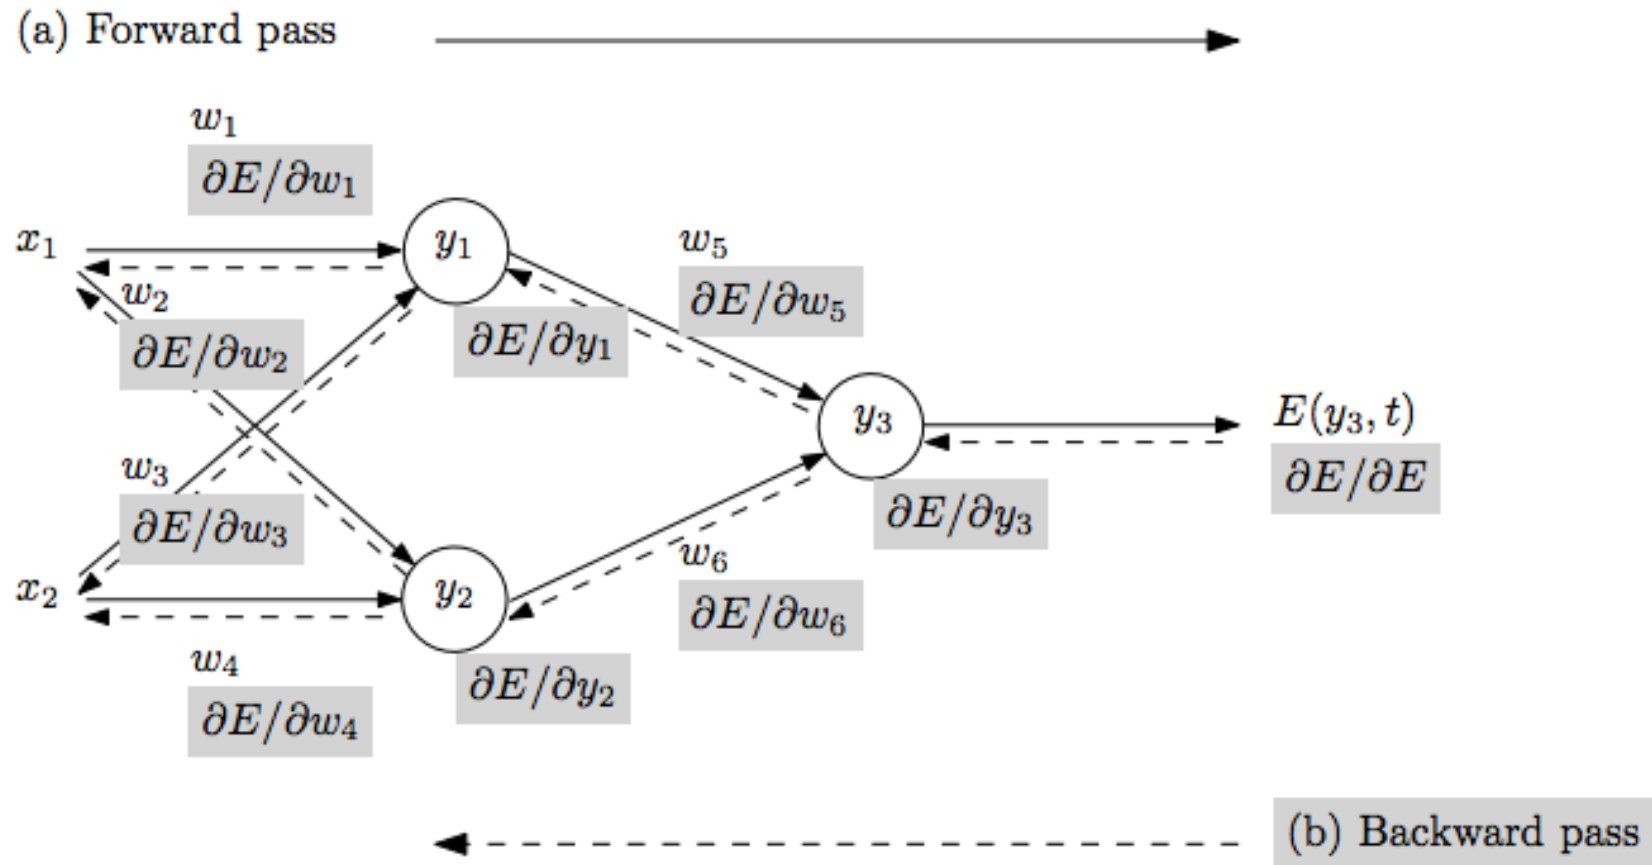 (a) Forward pass
w₁
∂E/∂w₁
x₁
y₁
w₅
∂E/∂w₅
w₂
∂E/∂w₂
∂E/∂y₁
y₃
E(y₃, t)
∂E/∂E
w₃
∂E/∂w₃
∂E/∂y₃
x₂
y₂
w₆
∂E/∂w₆
w₄
∂E/∂w₄
∂E/∂y₂
(b) Backward pass